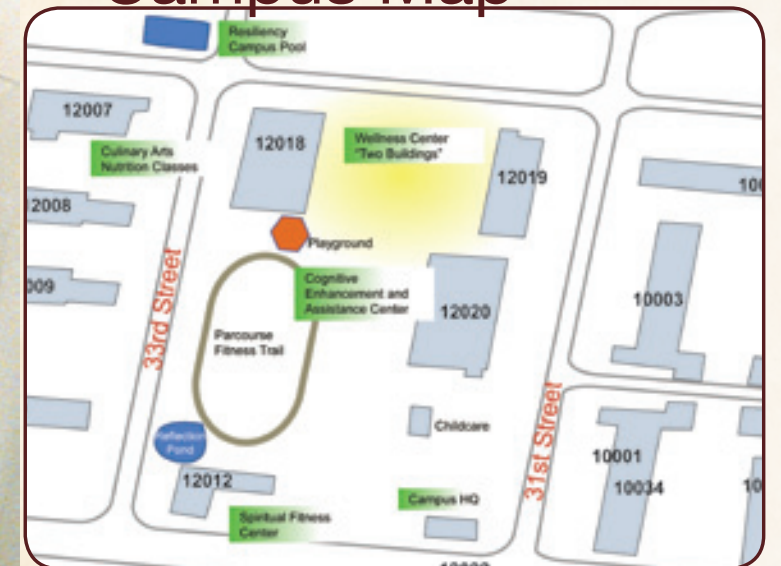 Campus Map
Resiliency
Campus Pool
12007
12018
Wellness Center
"Two Buildings"
Culinary Arts
Nutrition Classes
12019
Playground
33rd Street
Cognitive
Enhancement and
Assistance Center
12020
10003
Parcourse
Fitness Trail
Reflection
Pond
Childcare
31st Street
12012
10001
10034
Campus HQ
Spiritual Fitness
Center